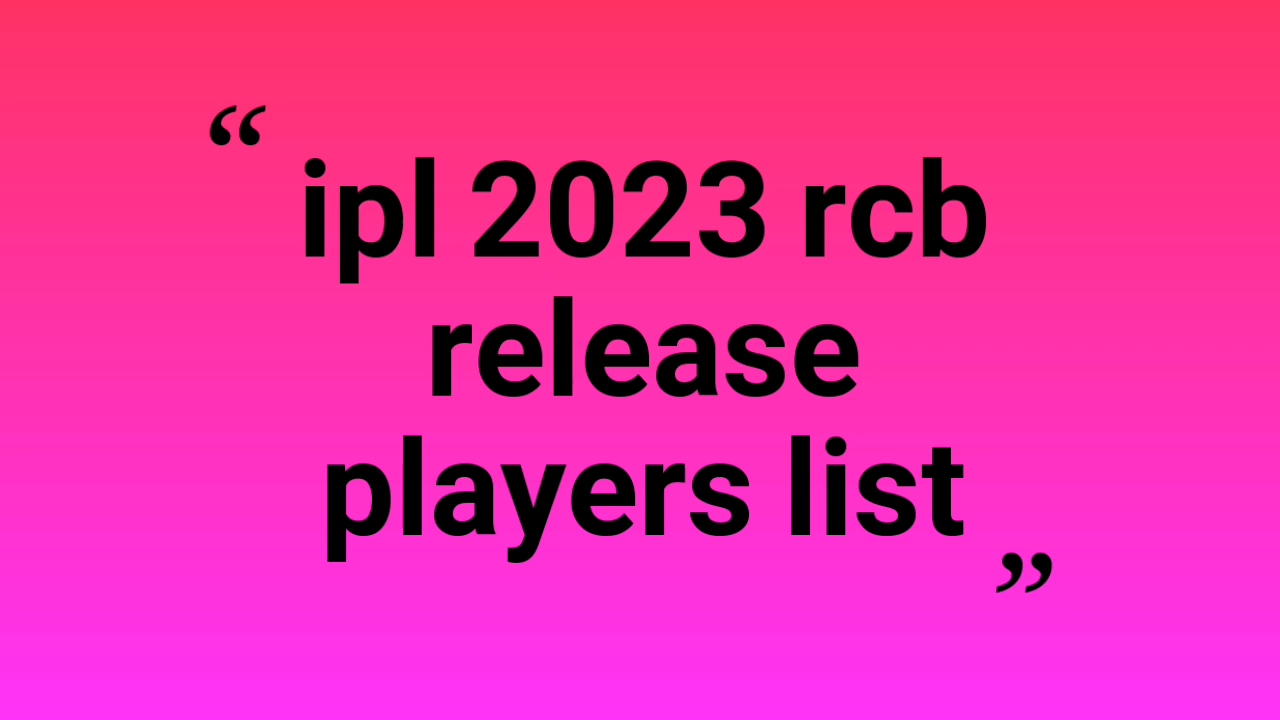 “ ipl 2023 rcb
release
players list ”